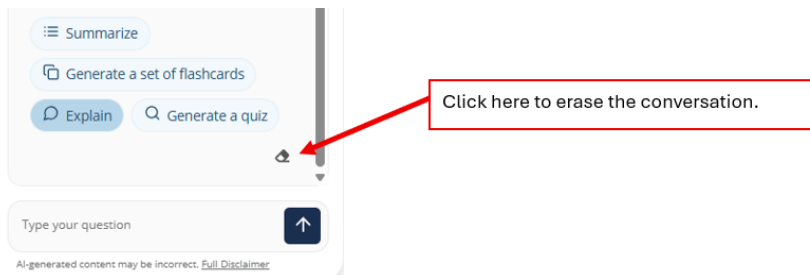 Summarize
Generate a set of flashcards
Explain Generate a quiz
Click here to erase the conversation.
Type your question
AI-generated content may be incorrect. Full Disclaimer